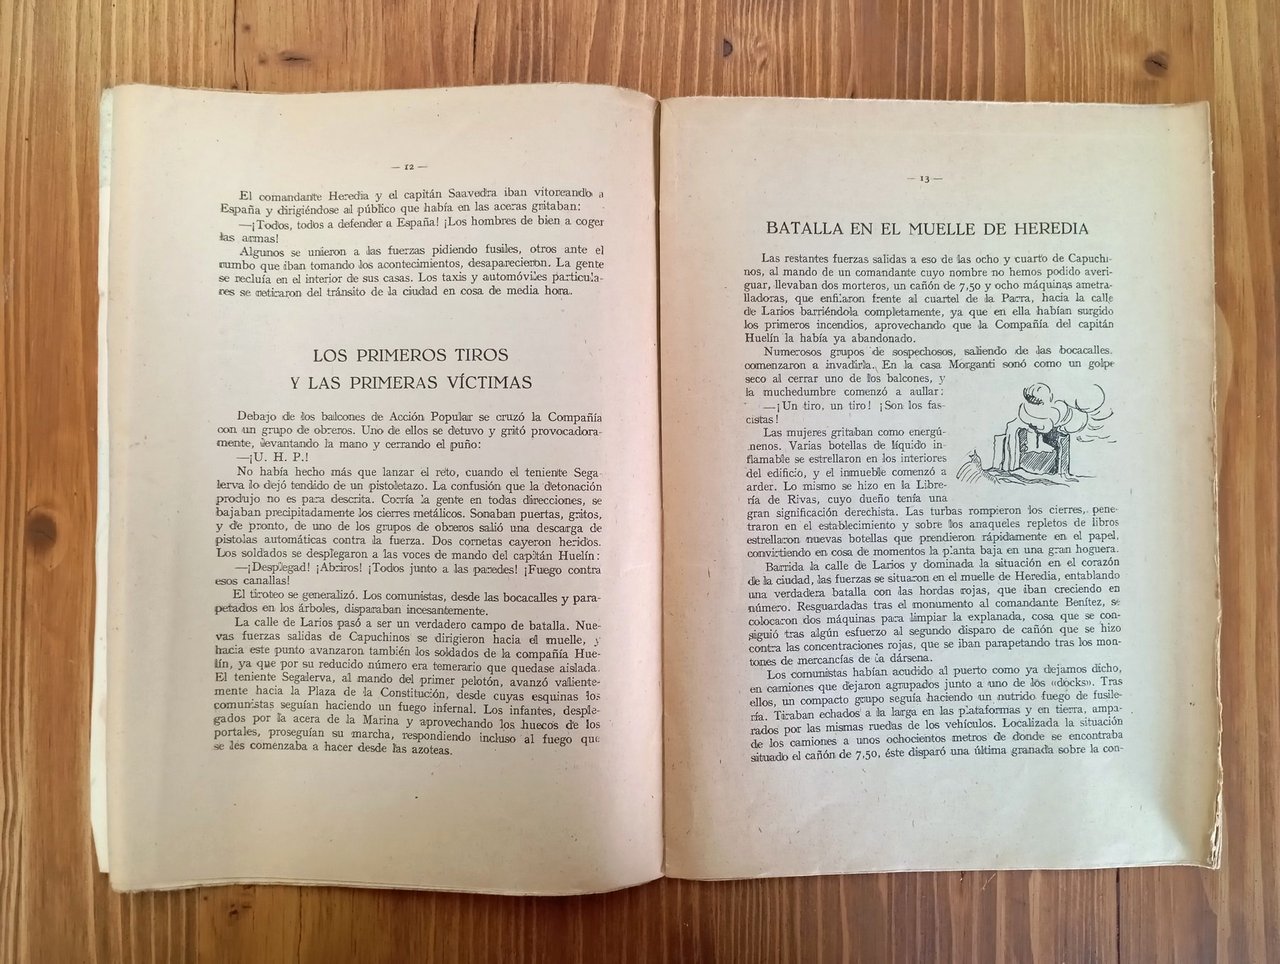 — 12 —
El comandante Heredia y el capitán Saavedra iban vitoreando a
España y dirigiéndose al público que había en las aceras gritaban:
—¡Todos, todos a defender a España! ¡Los hombres de bien a coger
las armas!
Algunos se unieron a las fuerzas pidiendo fusiles, otros ante el
rumbo que iban tomando los acontecimientos, desaparecieron. La gente
se recluía en el interior de sus casas. Los taxis y automóviles particula-
res se retiraron del tránsito de la ciudad en cosa de media hora.
LOS PRIMEROS TIROS
Y LAS PRIMERAS VÍCTIMAS
Debajo de los balcones de Acción Popular se cruzó la Compañía
con un grupo de obreros. Uno de ellos se detuvo y gritó provocadora-
mente, levantando la mano y cerrando el puño:
—¡U. H. P.!
No había hecho más que lanzar el reto, cuando el teniente Sega-
lerva lo dejó tendido de un pistoletazo. La confusión que la detonación
produjo no es para descrita. Corría la gente en todas direcciones, se
bajaban precipitadamente los cierres metálicos. Sonaban puertas, gritos,
y de pronto, de uno de los grupos de obreros salió una descarga de
pistolas automáticas contra la fuerza. Dos cornetas cayeron heridos.
Los soldados se desplegaron a las voces de mando del capitán Huelín:
—¡Desplegad! ¡Abriros! ¡Todos junto a las paredes! ¡Fuego contra
esos canallas!
El tiroteo se generalizó. Los comunistas, desde las bocacalles y para-
petados en los árboles, disparaban incesantemente.
La calle de Larios pasó a ser un verdadero campo de batalla. Nue-
vas fuerzas salidas de Capuchinos se dirigieron hacia el muelle, y
hacia este punto avanzaron también los soldados de la compañía Hue-
lín, ya que por su reducido número era temerario que quedase aislada.
El teniente Segalerva, al mando del primer pelotón, avanzó valiente-
mente hacia la Plaza de la Constitución, desde cuyas esquinas los
comunistas seguían haciendo un fuego infernal. Los infantes, desple-
gados por la acera de la Marina y aprovechando los huecos de los
portales, proseguían su marcha, respondiendo incluso al fuego que
se les comenzaba a hacer desde las azoteas.
— 13 —
BATALLA EN EL MUELLE DE HEREDIA
Las restantes fuerzas salidas a eso de las ocho y cuarto de Capuchi-
nos, al mando de un comandante cuyo nombre no hemos podido averi-
guar, llevaban dos morteros, un cañón de 7,50 y ocho máquinas ametra-
lladoras, que enfilaron frente al cuartel de la Parra, hacia la calle
de Larios barriéndola completamente, ya que en ella habían surgido
los primeros incendios, aprovechando que la Compañía del capitán
Huelín la había ya abandonado.
Numerosos grupos de sospechosos, saliendo de las bocacalles,
comenzaron a invadirla. En la casa Morganti sonó como un golpe
seco al cerrar uno de los balcones, y
la muchedumbre comenzó a aullar:
—¡Un tiro, un tiro! ¡Son los fas-
cistas!
Las mujeres gritaban como energú-
nenos. Varias botellas de líquido in-
flamable se estrellaron en los interiores
del edificio, y el inmueble comenzó a
arder. Lo mismo se hizo en la Libre-
ría de Rivas, cuyo dueño tenía una
gran significación derechista. Las turbas rompieron los cierres, pene-
traron en el establecimiento y sobre los anaqueles repletos de libros
estrellaron nuevas botellas que prendieron rápidamente en el papel,
convirtiendo en cosa de momentos la planta baja en una gran hoguera.
Barrida la calle de Larios y dominada la situación en el corazón
de la ciudad, las fuerzas se situaron en el muelle de Heredia, entablando
una verdadera batalla con las hordas rojas, que iban creciendo en
número. Resguardadas tras el monumento al comandante Benítez, se
colocaron dos máquinas para limpiar la explanada, cosa que se con-
siguió tras algún esfuerzo al segundo disparo de cañón que se hizo
contra las concentraciones rojas, que se iban parapetando tras los mon-
tones de mercancías de la dársena.
Los comunistas habían acudido al puerto como ya dejamos dicho,
en camiones que dejaron agrupados junto a uno de los «docks». Tras
ellos, un compacto grupo seguía haciendo un nutrido fuego de fusile-
ría. Tiraban echados a la larga en las plataformas y en tierra, ampa-
rados por las mismas ruedas de los vehículos. Localizada la situación
de los camiones a unos ochocientos metros de donde se encontraba
situado el cañón de 7,50, éste disparó una última granada sobre la con-